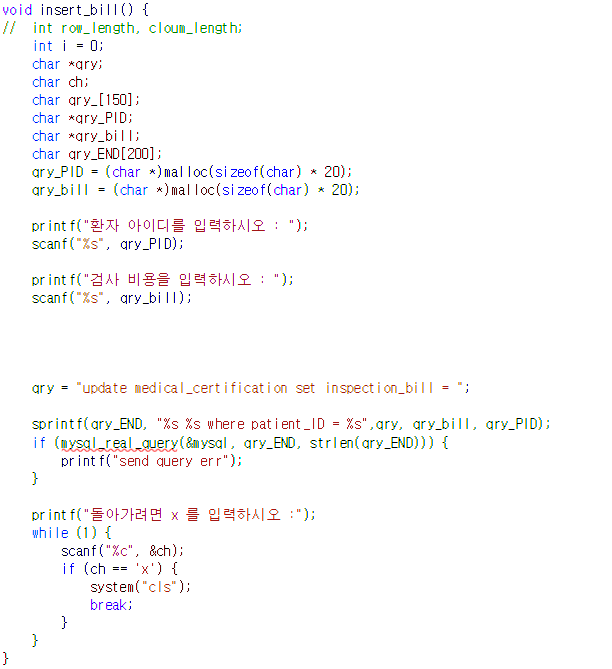 void insert_bill() {
//  int row_length, cloum_length;
    int i = 0;
    char *qry;
    char ch;
    char qry_[150];
    char *qry_PID;
    char *qry_bill;
    char qry_END[200];
    qry_PID = (char *)malloc(sizeof(char) * 20);
    qry_bill = (char *)malloc(sizeof(char) * 20);
    printf("환자 아이디를 입력하시오 : ");
    scanf("%s", qry_PID);
    printf("검사 비용을 입력하시오 : ");
    scanf("%s", qry_bill);
    qry = "update medical_certification set inspection_bill = ";
    sprintf(qry_END, "%s %s where patient_ID = %s",qry, qry_bill, qry_PID);
    if (mysql_real_query(&mysql, qry_END, strlen(qry_END))) {
        printf("send query err");
    }
    printf("돌아가려면 x 를 입력하시오 :");
    while (1) {
        scanf("%c", &ch);
        if (ch == 'x') {
            system("cls");
            break;
        }
    }
}